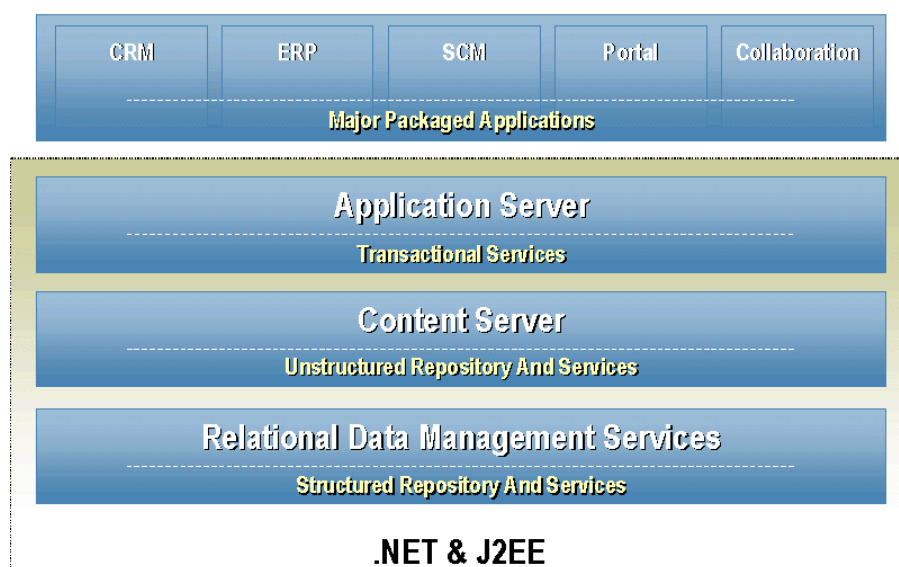 CRM ERP SCM Portal Collaboration
Major Packaged Applications
Application Server
Transactional Services
Content Server
Unstructured Repository And Services
Relational Data Management Services
Structured Repository And Services
.NET & J2EE